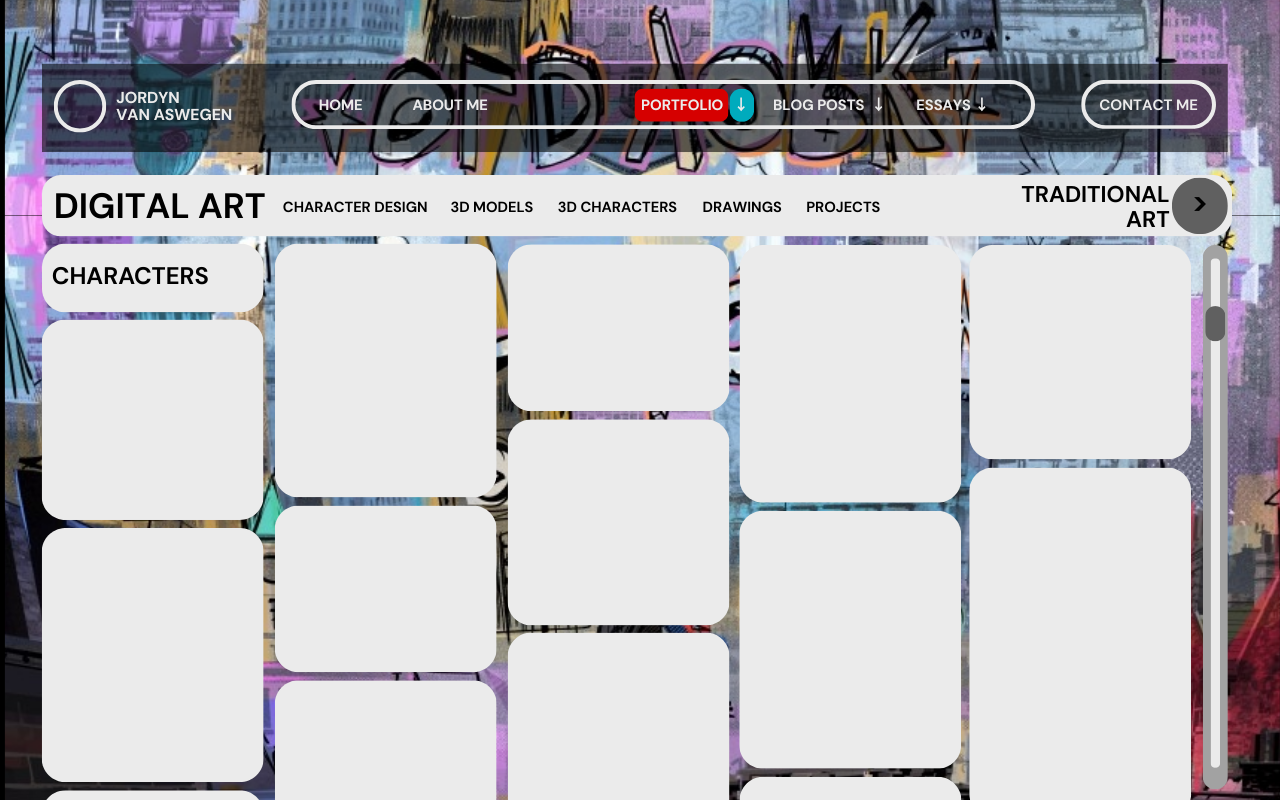 JORDYN
VAN ASWEGEN
HOME
ABOUT ME
PORTFOLIO ↓
BLOG POSTS ↓
ESSAYS ↓
CONTACT ME
DIGITAL ART
CHARACTER DESIGN
3D MODELS
3D CHARACTERS
DRAWINGS
PROJECTS
TRADITIONAL
ART
›
CHARACTERS